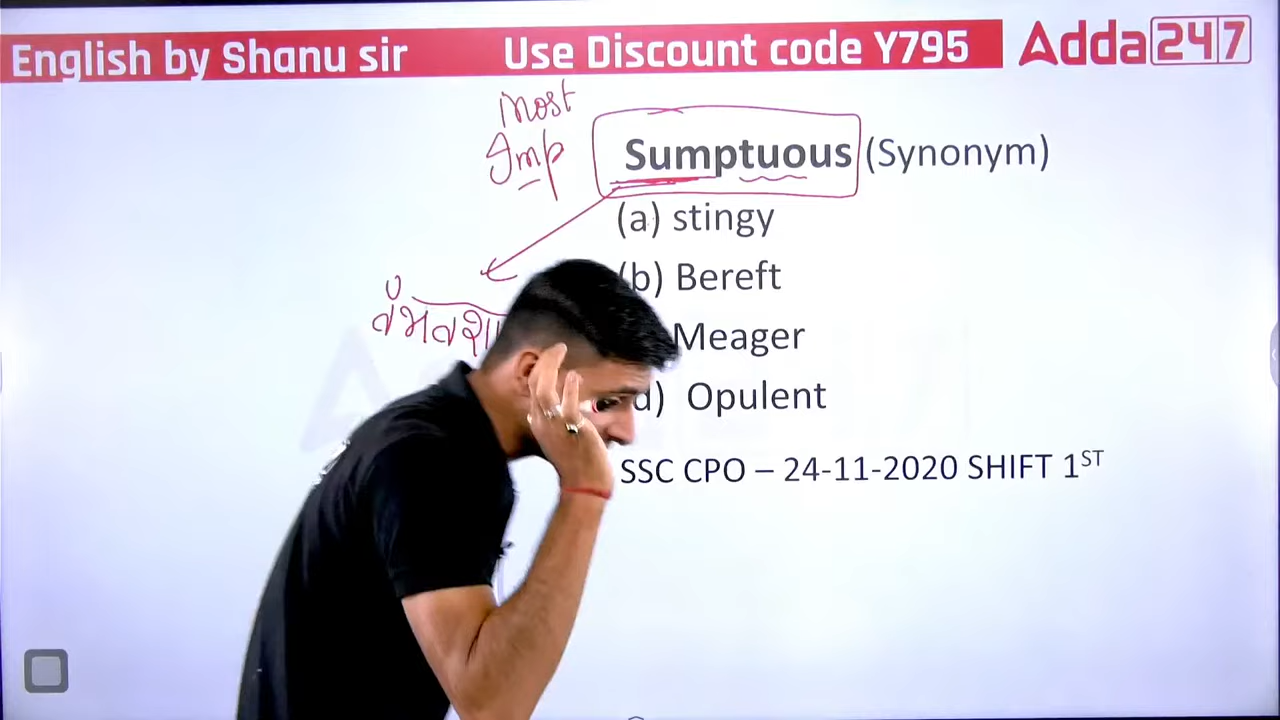 English by Shanu sir
Use Discount code Y795
Adda247
Most
Imp
Sumptuous (Synonym)
(a) stingy
(b) Bereft
Meager
d) Opulent
SSC CPO – 24-11-2020 SHIFT 1ST